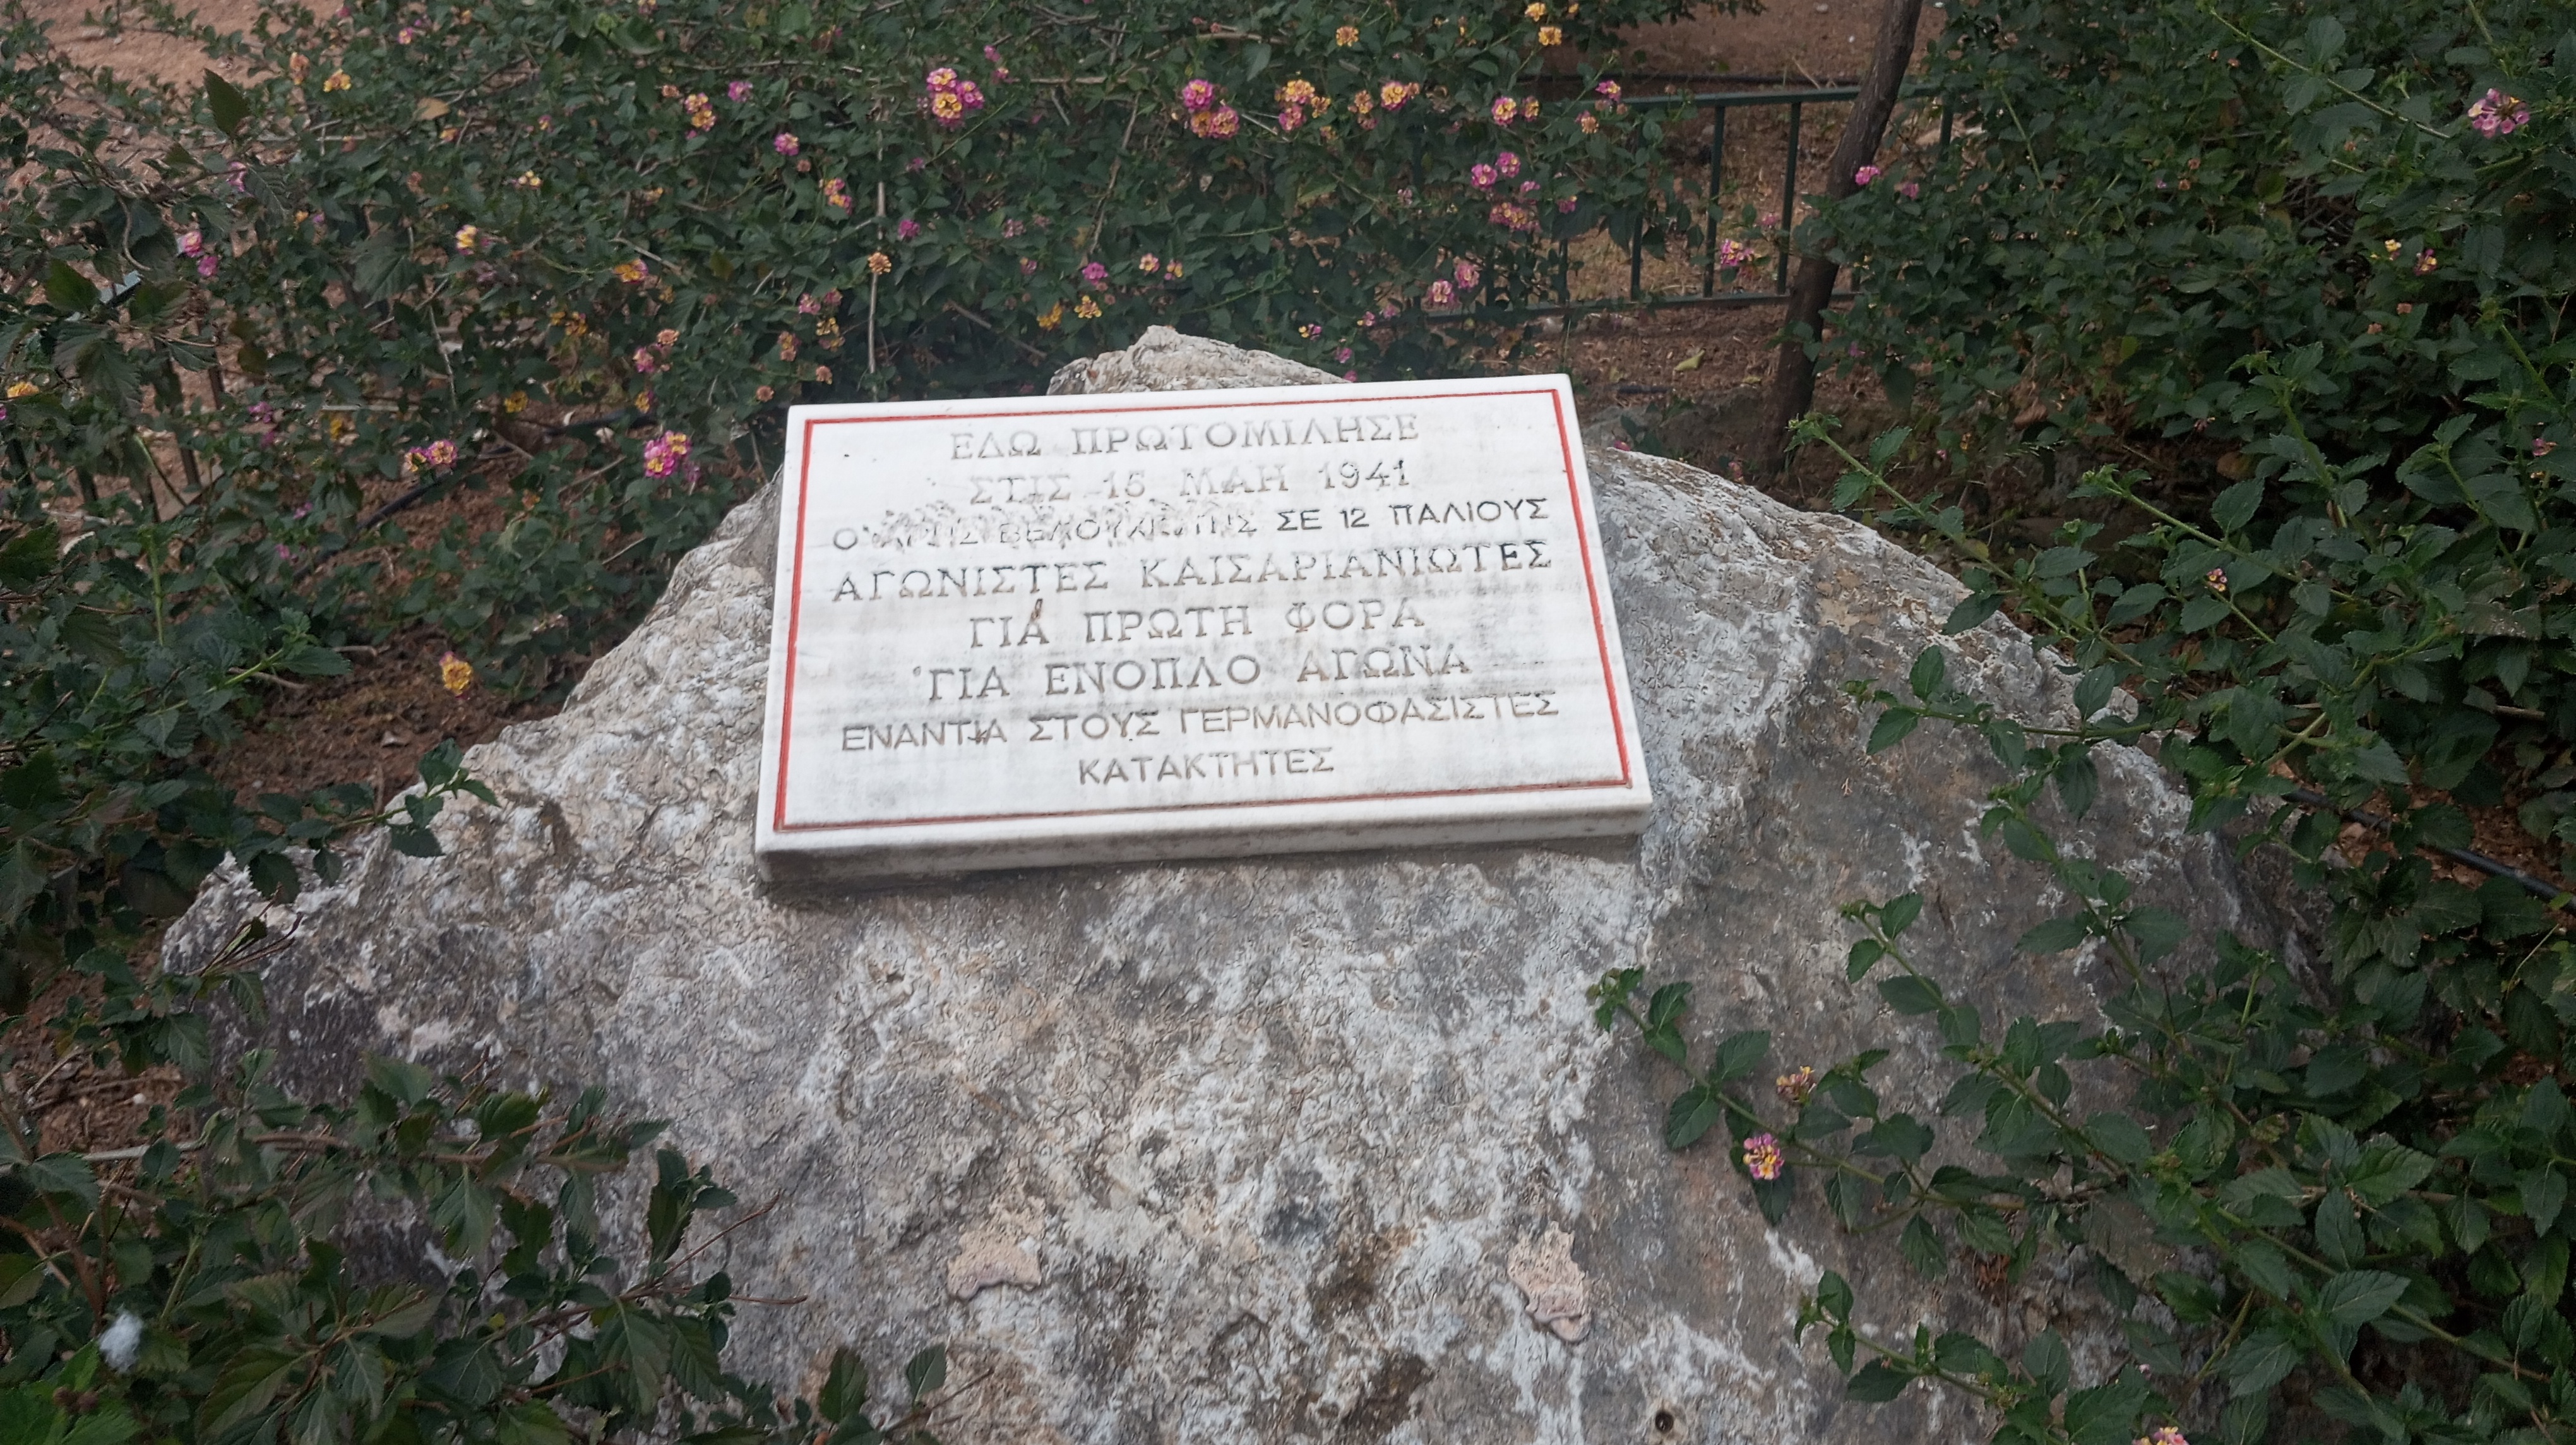 ΕΔΩ ΠΡΩΤΟΜΙΛΗΣΕ
ΣΤΙΣ 15 ΜΑΗ 1941
Ο ΑΡΗΣ ΒΕΛΟΥΧΙΩΤΗΣ ΣΕ 12 ΠΑΛΙΟΥΣ
ΑΓΩΝΙΣΤΕΣ ΚΑΙΣΑΡΙΑΝΙΩΤΕΣ
ΓΙΑ ΠΡΩΤΗ ΦΟΡΑ
ΓΙΑ ΕΝΟΠΛΟ ΑΓΩΝΑ
ΕΝΑΝΤΙΑ ΣΤΟΥΣ ΓΕΡΜΑΝΟΦΑΣΙΣΤΕΣ
ΚΑΤΑΚΤΗΤΕΣ